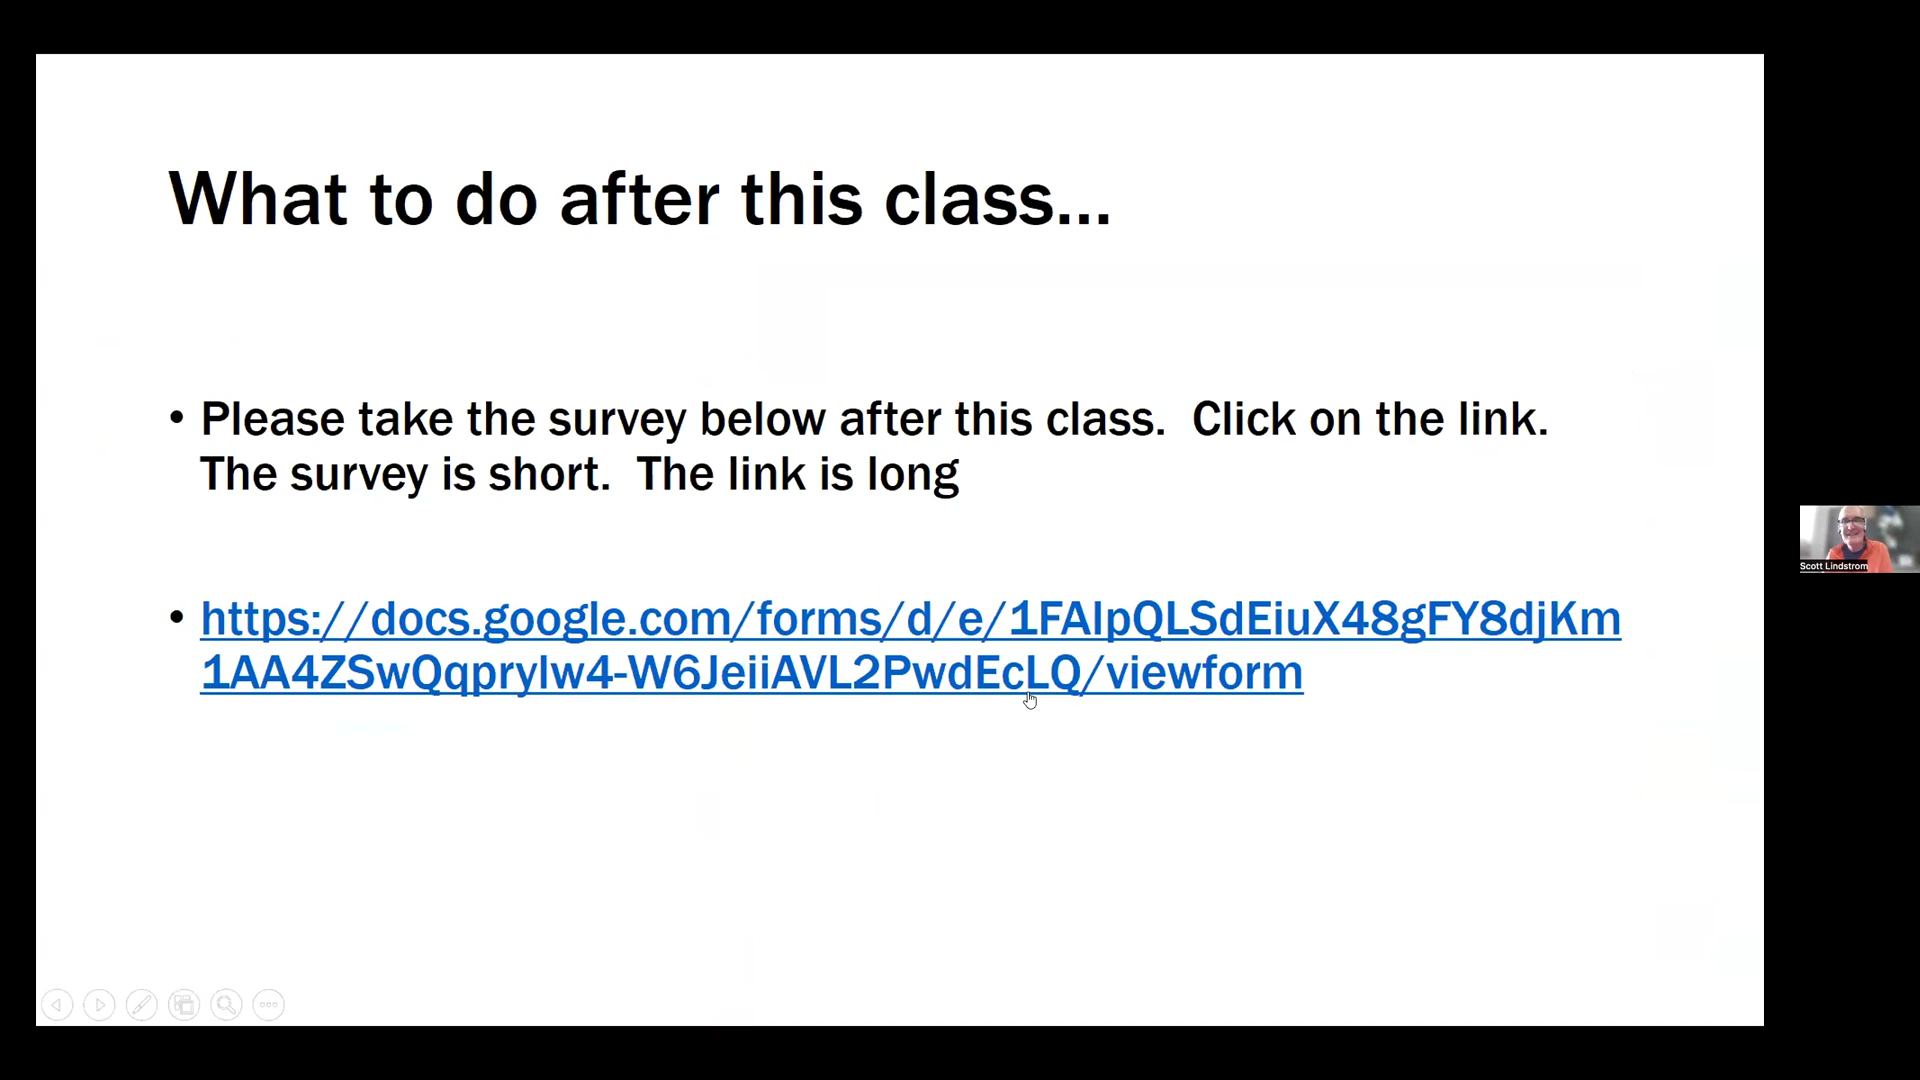 What to do after this class...
• Please take the survey below after this class.  Click on the link.
The survey is short.  The link is long
• https://docs.google.com/forms/d/e/1FAIpQLSdEiuX48gFY8djKm
1AA4ZSwQqpryIw4-W6JeiiAVL2PwdEcLQ/viewform
Scott Lindstrom